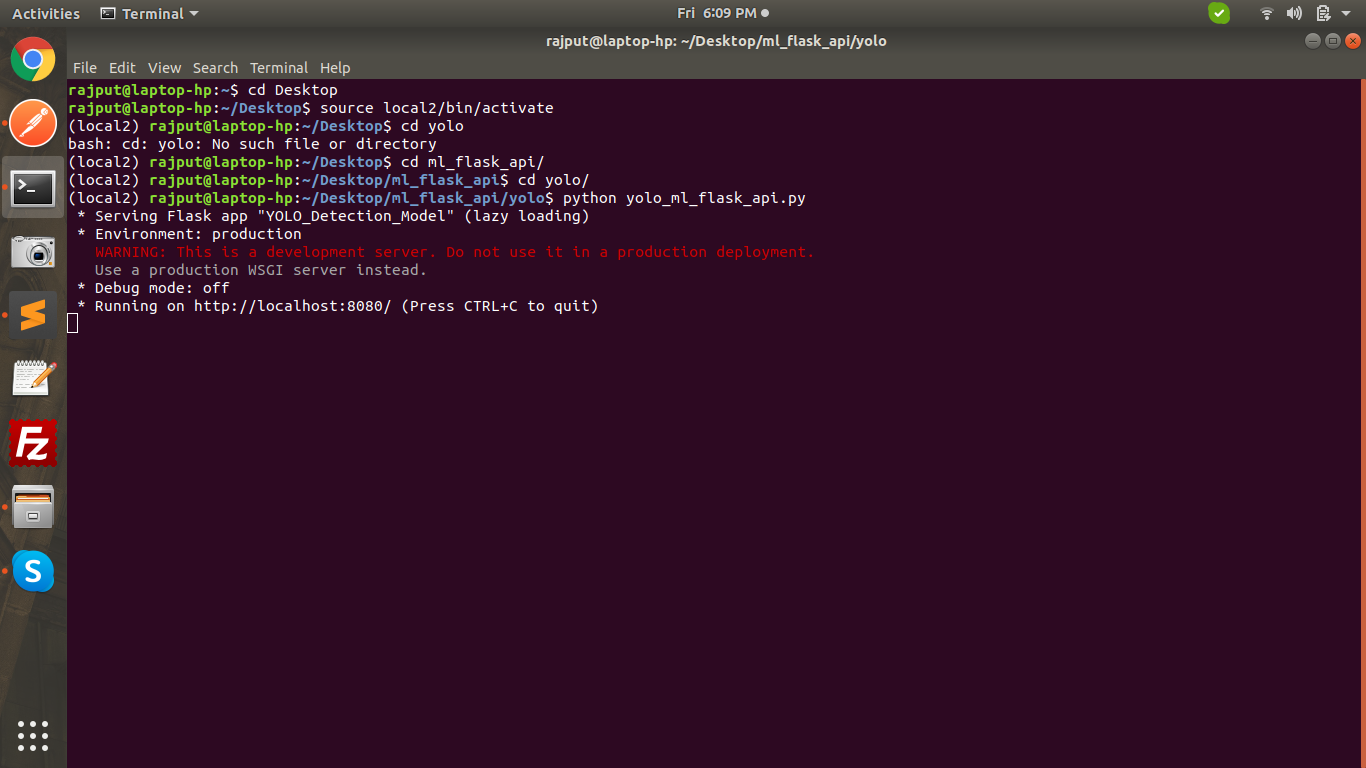 Activities Terminal Fri 6:09 PM
rajput@laptop-hp: ~/Desktop/ml_flask_api/yolo
File Edit View Search Terminal Help
rajput@laptop-hp:~$ cd Desktop
rajput@laptop-hp:~/Desktop$ source local2/bin/activate
(local2) rajput@laptop-hp:~/Desktop$ cd yolo
bash: cd: yolo: No such file or directory
(local2) rajput@laptop-hp:~/Desktop$ cd ml_flask_api/
(local2) rajput@laptop-hp:~/Desktop/ml_flask_api$ cd yolo/
(local2) rajput@laptop-hp:~/Desktop/ml_flask_api/yolo$ python yolo_ml_flask_api.py
 * Serving Flask app "YOLO_Detection_Model" (lazy loading)
 * Environment: production
   WARNING: This is a development server. Do not use it in a production deployment.
   Use a production WSGI server instead.
 * Debug mode: off
 * Running on http://localhost:8080/ (Press CTRL+C to quit)
Fz
S